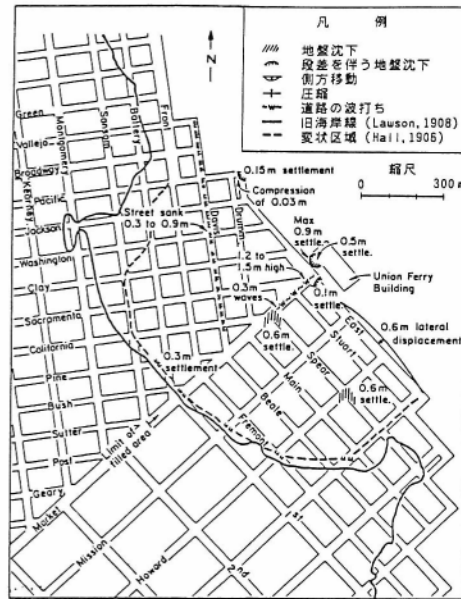 凡 例
地盤沈下
段差を伴う地盤沈下
側方移動
圧縮
道路の波打ち
旧海岸線 (Lawson, 1908)
変状区域 (Hall, 1906)
縮尺
0 300 m
N
Green
Vallejo
Broadway
Pacific
Jackson
Washington
Clay
Sacramento
California
Pine
Bush
Sutter
Post
Geary
Market
Kearney
Montgomery
Sansom
Battery
Front
Davis
Drumm
0.15m settlement
Compression
of 0.03 m
Street sank
0.3 to 0.9m
Max
0.9 m
settle.
0.5m
settle.
1.2 to
1.5m high
0.3m
waves
0.1m
settle.
Union Ferry
Building
0.6m
settle.
0.6m lateral
displacement
0.3m
settlement
0.6m
settle.
East
Stuart
Spear
Main
Beale
Fremont
Limit of
filled area
1st
2nd
Mission
Howard